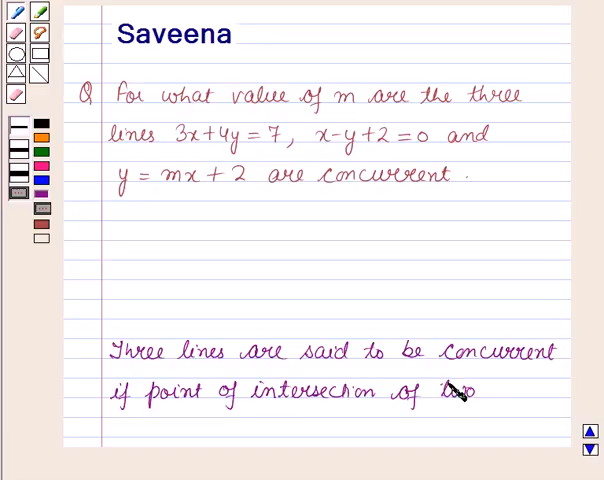 Saveena
Q For what value of m are the three
lines 3x+4y=7, x-y+2=0 and
y = mx + 2 are concurrent.
Three lines are said to be concurrent
if point of intersection of two